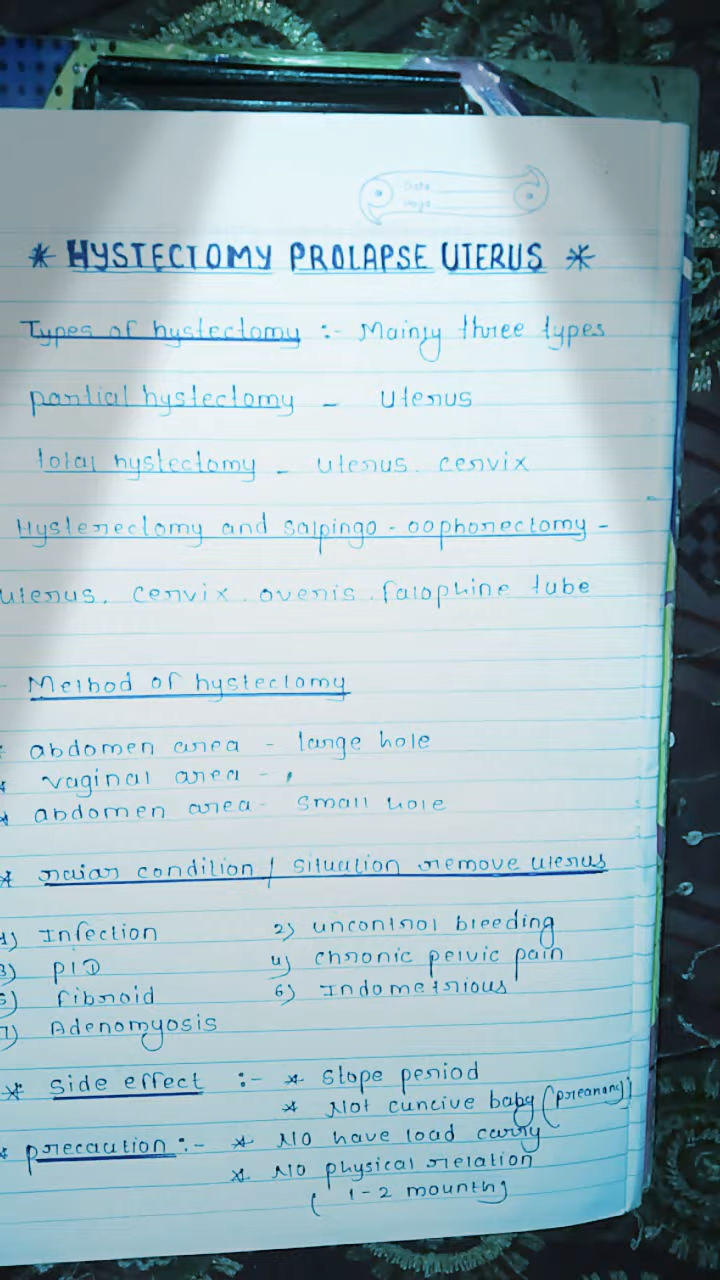 Date
Page
* HYSTECTOMY PROLAPSE UTERUS *
Types of hystectomy :- Mainly three types
partial hystectomy - Uterus
total hystectomy - uterus. cervix
Hysterectomy and salpingo - oophorectomy -
uterus. cervix. overis. falophine tube
- Method of hystectomy
* abdomen area - large hole
* vaginal area -
* abdomen area - small hole
* condition / situation remove uterus
1) Infection 2) uncontrol bleeding
3) PID 4) chronic pelvic pain
5) fibroid 6) Indometrious
7) Adenomyosis
* side effect :- * Stope period
* Not cuncive baby (preanany)
* precaution :- * No have load carry
* No physical relation
( 1-2 mounth)